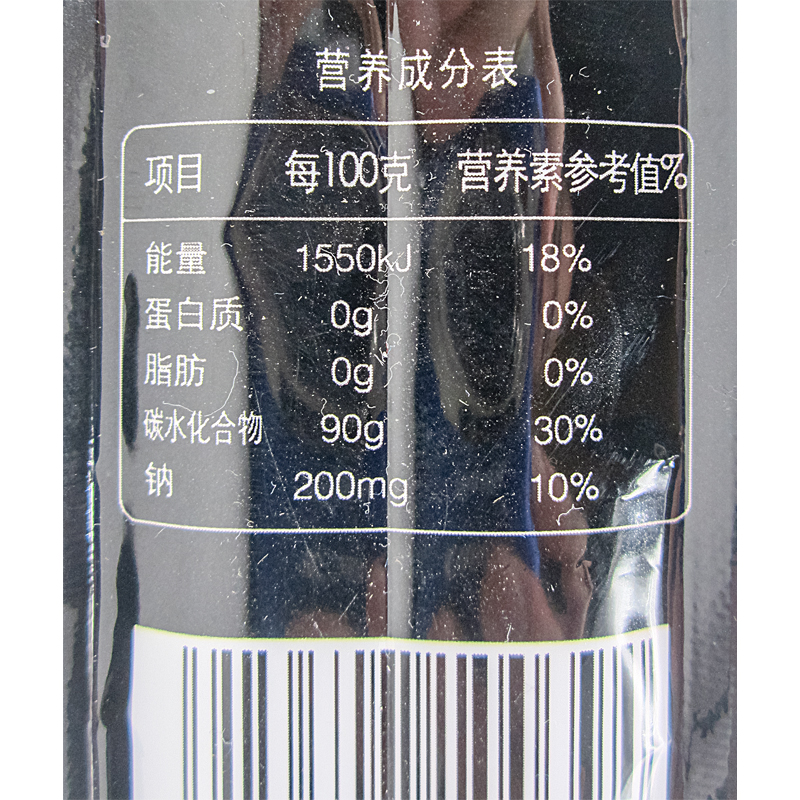 营养成分表
项目 每100克 营养素参考值%
能量 1550kJ 18%
蛋白质 0g 0%
脂肪 0g 0%
碳水化合物 90g 30%
钠 200mg 10%